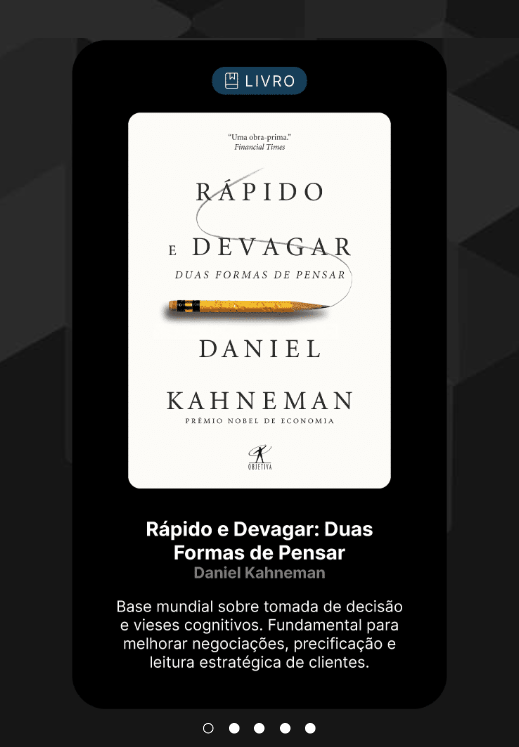 LIVRO
"Uma obra-prima."
Financial Times
RÁPIDO
E DEVAGAR
DUAS FORMAS DE PENSAR
DANIEL
KAHNEMAN
PRÊMIO NOBEL DE ECONOMIA
OBJETIVA
Rápido e Devagar: Duas
Formas de Pensar
Daniel Kahneman
Base mundial sobre tomada de decisão
e vieses cognitivos. Fundamental para
melhorar negociações, precificação e
leitura estratégica de clientes.